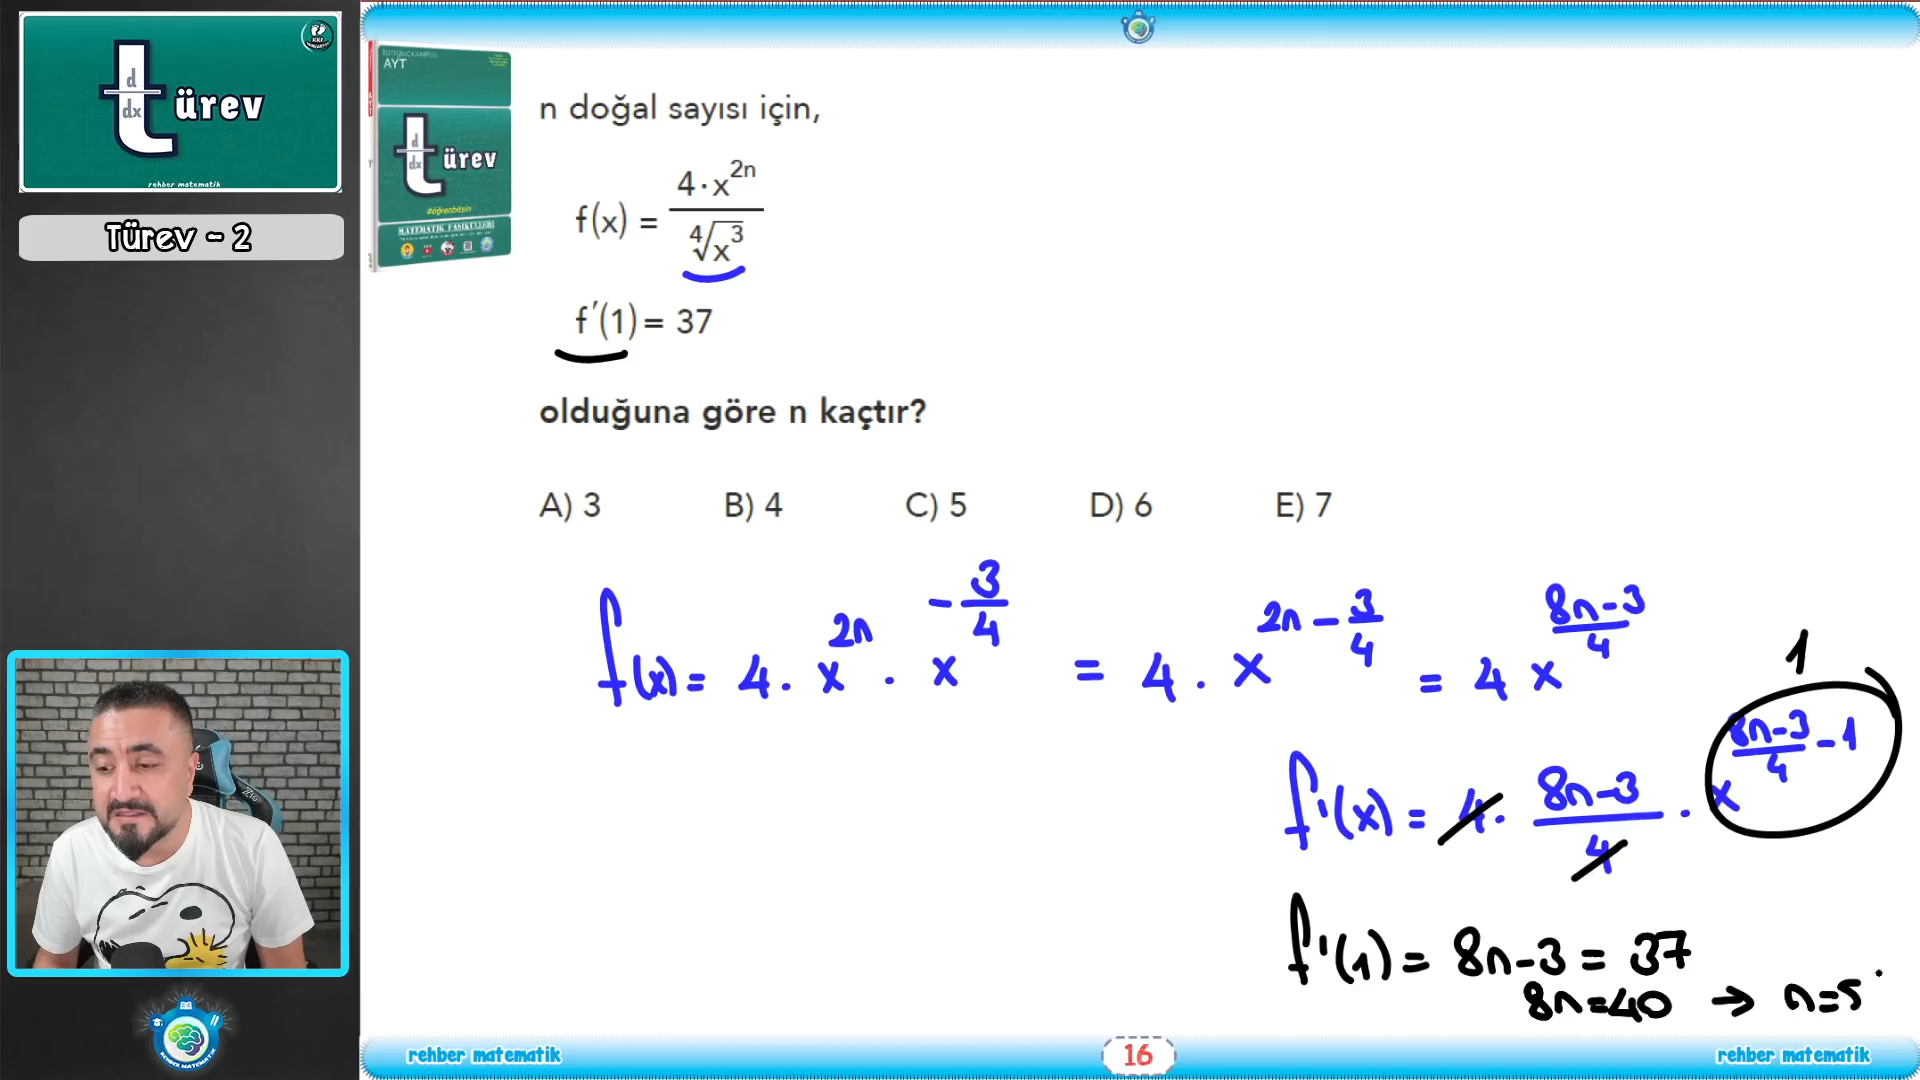 d
dx
ürev
rehber matematik
Türev - 2
AYT
d
dx
ürev
#öğrenbitsin
MATEMATİK FASİKÜLLERİ
n doğal sayısı için,
f(x) = 4·x^2n / ⁴√x³
f'(1) = 37
olduğuna göre n kaçtır?
A) 3 B) 4 C) 5 D) 6 E) 7
f(x) = 4 . x^2n . x^-3/4 = 4 . x^2n - 3/4 = 4 x^8n-3/4
1
f'(x) = 4 . 8n-3/4 . x^8n-3/4 - 1
f'(1) = 8n-3 = 37
8n=40 → n=5
rehber matematik
16
rehber matematik